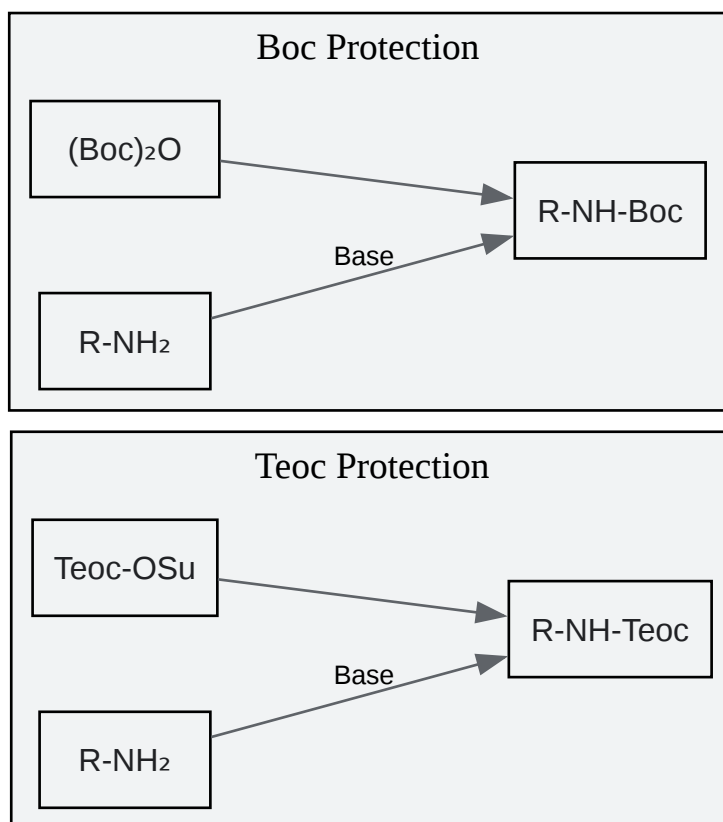 Boc Protection
(Boc)₂O
R-NH-Boc
Base
R-NH₂
Teoc Protection
Teoc-OSu
R-NH-Teoc
Base
R-NH₂